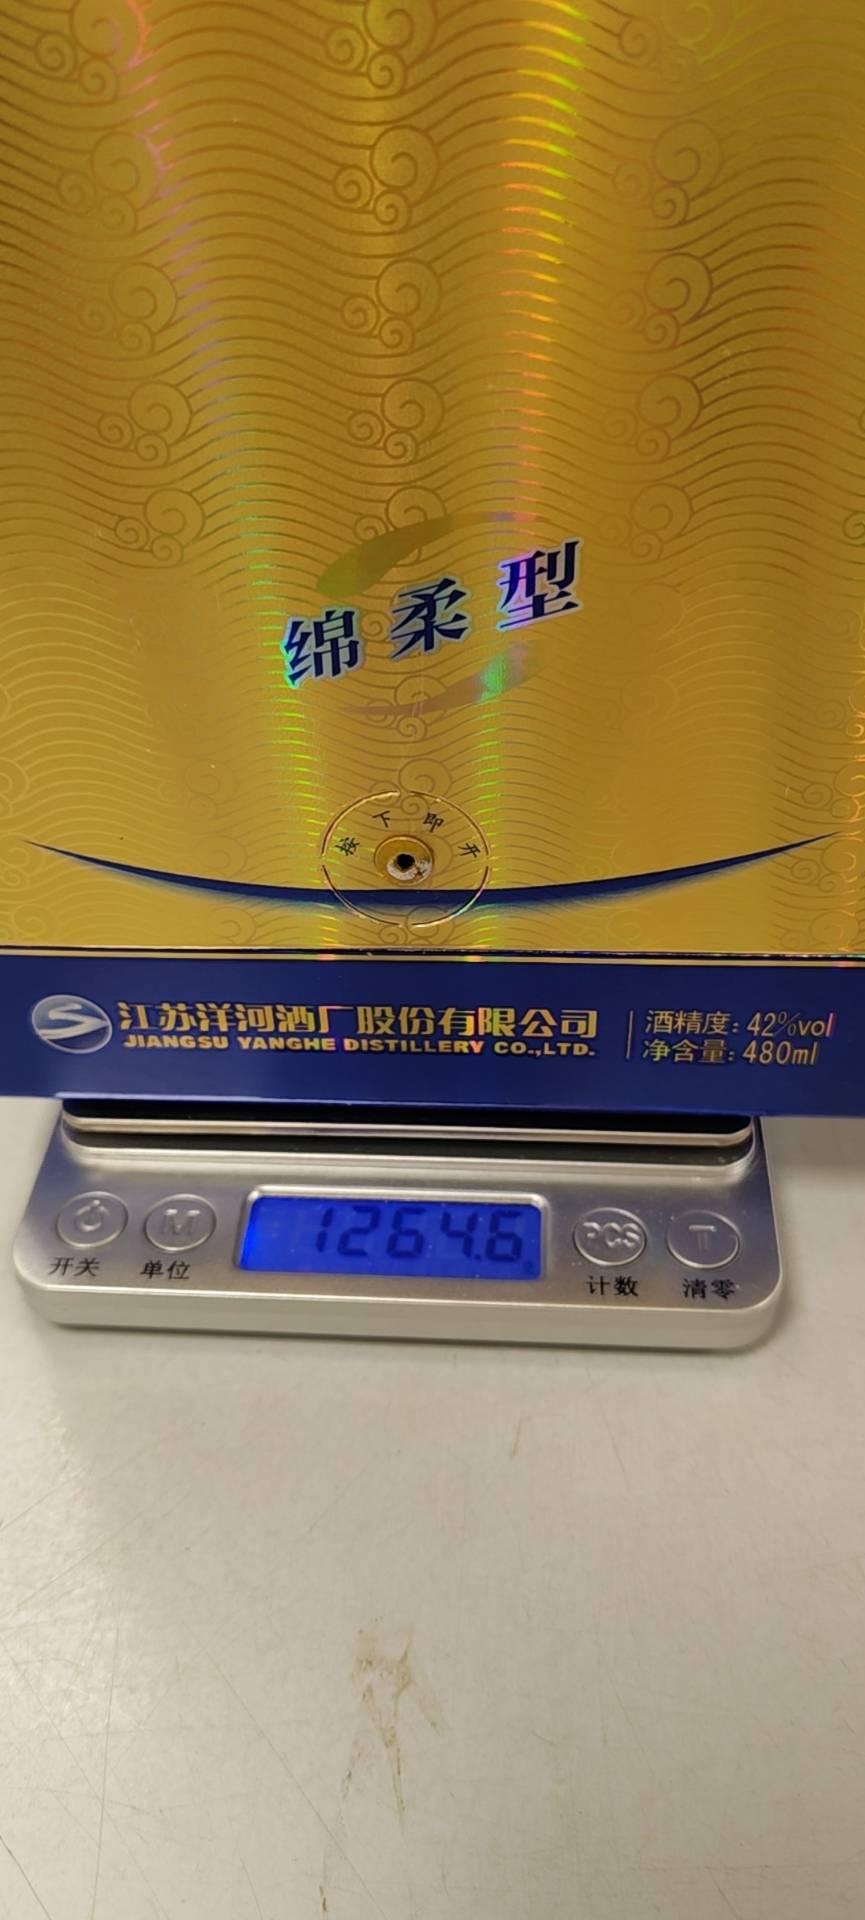 绵柔型
按下即开
江苏洋河酒厂股份有限公司
JIANGSU YANGHE DISTILLERY CO.,LTD.
酒精度: 42%vol
净含量: 480ml
1264.6
M
PCS
T
开关
单位
计数
清零